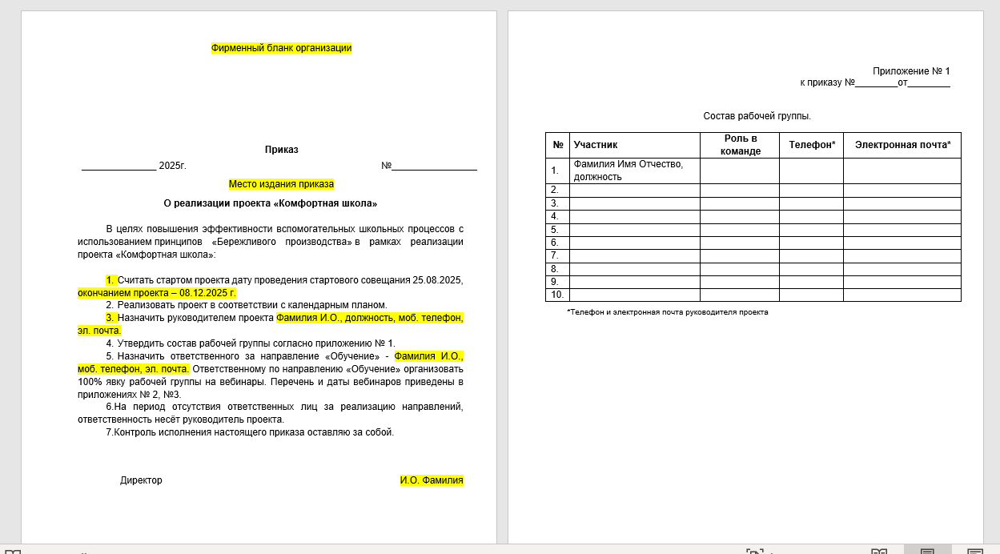 Фирменный бланк организации
Приказ
______________ 2025г. №________________
Место издания приказа
О реализации проекта «Комфортная школа»
В целях повышения эффективности вспомогательных школьных процессов с
использованием принципов «Бережливого производства» в рамках реализации
проекта «Комфортная школа»:
1. Считать стартом проекта дату проведения стартового совещания 25.08.2025,
окончанием проекта – 08.12.2025 г.
2. Реализовать проект в соответствии с календарным планом.
3. Назначить руководителем проекта Фамилия И.О., должность, моб. телефон,
эл. почта.
4. Утвердить состав рабочей группы согласно приложению № 1.
5. Назначить ответственного за направление «Обучение» - Фамилия И.О.,
моб. телефон, эл. почта. Ответственному по направлению «Обучение» организовать
100% явку рабочей группы на вебинары. Перечень и даты вебинаров приведены в
приложениях № 2, №3.
6.На период отсутствия ответственных лиц за реализацию направлений,
ответственность несёт руководитель проекта.
7.Контроль исполнения настоящего приказа оставляю за собой.
Директор И.О. Фамилия
Приложение № 1
к приказу №________от________
Состав рабочей группы.
№ Участник Роль в команде Телефон* Электронная почта*
1. Фамилия Имя Отчество,
должность
2.
3.
4.
5.
6.
7.
8.
9.
10.
*Телефон и электронная почта руководителя проекта